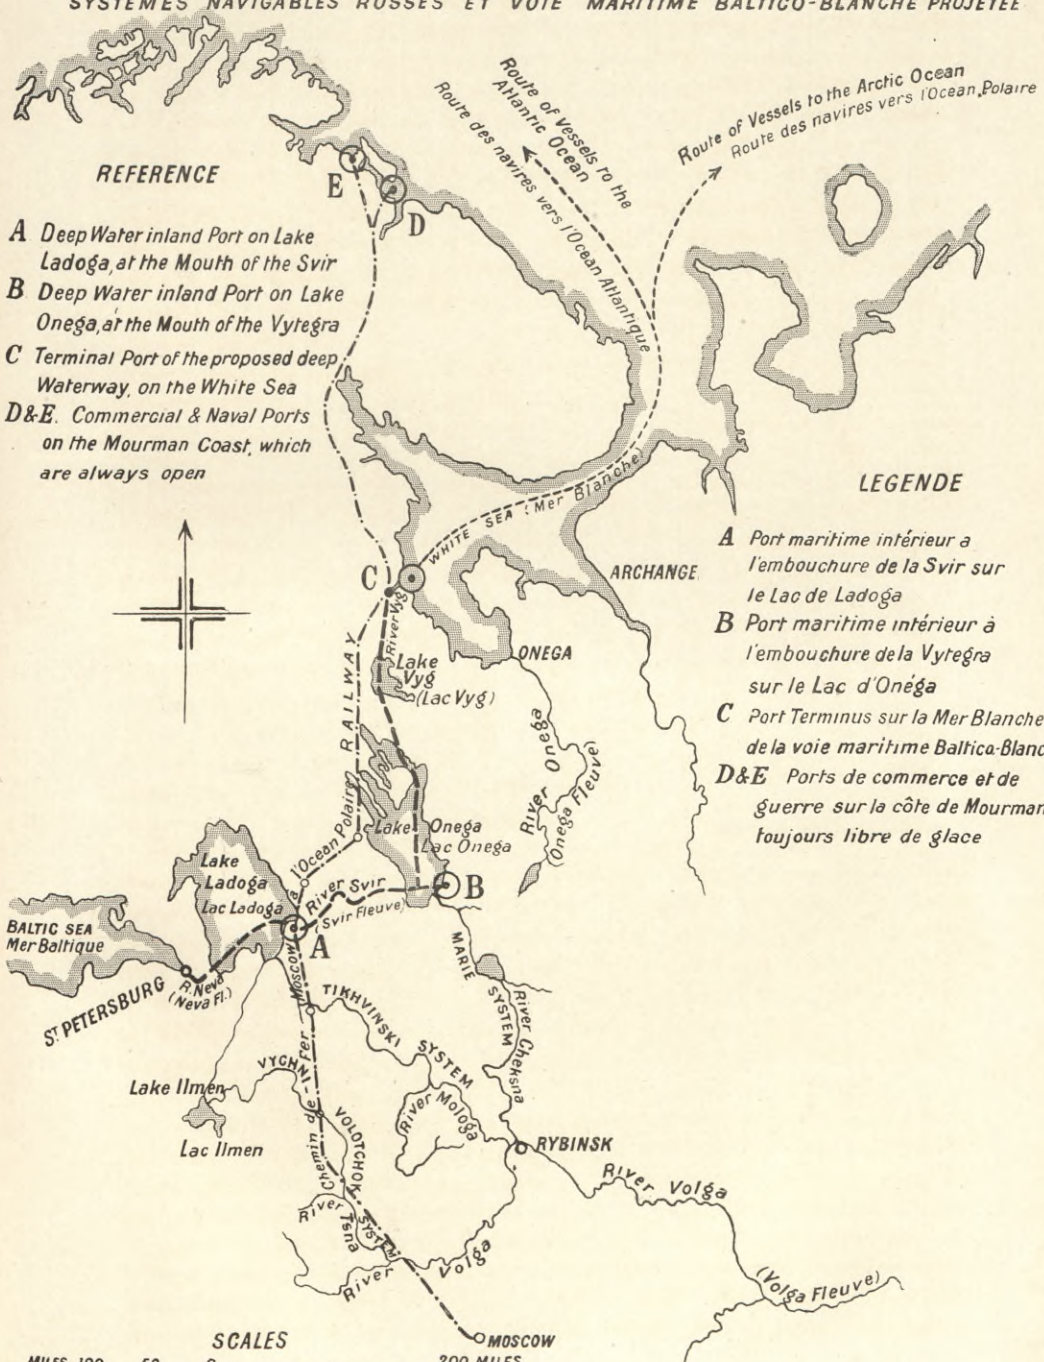 SYSTEMES NAVIGABLES RUSSES ET VOIE MARITIME BALTICO-BLANCHE PROJETÉE
Route of Vessels to the
Atlantic Ocean
Route des navires vers l'Ocean Atlantique
Route of Vessels to the Arctic Ocean
Route des navires vers l'Ocean Polaire
REFERENCE
A Deep Water inland Port on Lake
Ladoga, at the Mouth of the Svir
B Deep Water inland Port on Lake
Onega, at the Mouth of the Vytegra
C Terminal Port of the proposed deep
Waterway, on the White Sea
D&E. Commercial & Naval Ports
on the Mourman Coast, which
are always open
E
D
LEGENDE
A Port maritime intérieur a
l'embouchure de la Svir sur
le Lac de Ladoga
B Port maritime intérieur à
l'embouchure de la Vytegra
sur le Lac d'Onéga
C Port Terminus sur la Mer Blanche
de la voie maritime Baltico-Blanc
D&E Ports de commerce et de
guerre sur la côte de Mourman
toujours libre de glace
WHITE SEA (Mer Blanche)
C
ARCHANGE
River Vyg
ONEGA
Lake
Vyg
(Lac Vyg)
RAILWAY
River Onega
(Onega Fleuve)
Lake Onega
Lac Onega
a l'Ocean Polaire
Lake
Ladoga
Lac Ladoga
River Svir
(Svir Fleuve)
B
A
BALTIC SEA
Mer Baltique
R. Neva
(Neva Fl.)
ST PETERSBURG
Chemin de Fer Moscow
MARIE
SYSTEM
River Cheksna
TIKHVINSKI
SYSTEM
VYCHNI-
VOLOTCHOK
SYSTEM
Lake Ilmen
Lac Ilmen
River Mologa
RYBINSK
River Volga
River Tsna
River Volga
(Volga Fleuve)
MOSCOW
SCALES
MILES 100 50 0
200 MILES